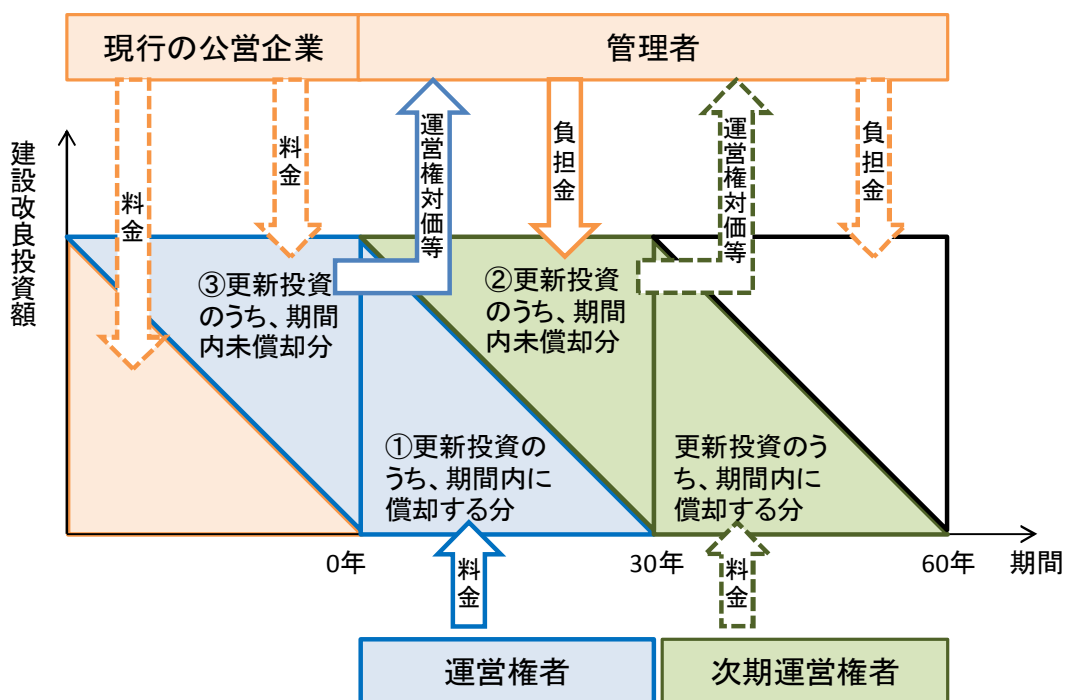 現行の公営企業
管理者
料金
料金
運営権対価等
負担金
運営権対価等
負担金
建設改良投資額
③更新投資
のうち、期間
内未償却分
②更新投資
のうち、期間
内未償却分
①更新投資の
うち、期間内に
償却する分
更新投資のう
ち、期間内に
償却する分
0年
30年
60年
期間
料金
料金
運営権者
次期運営権者